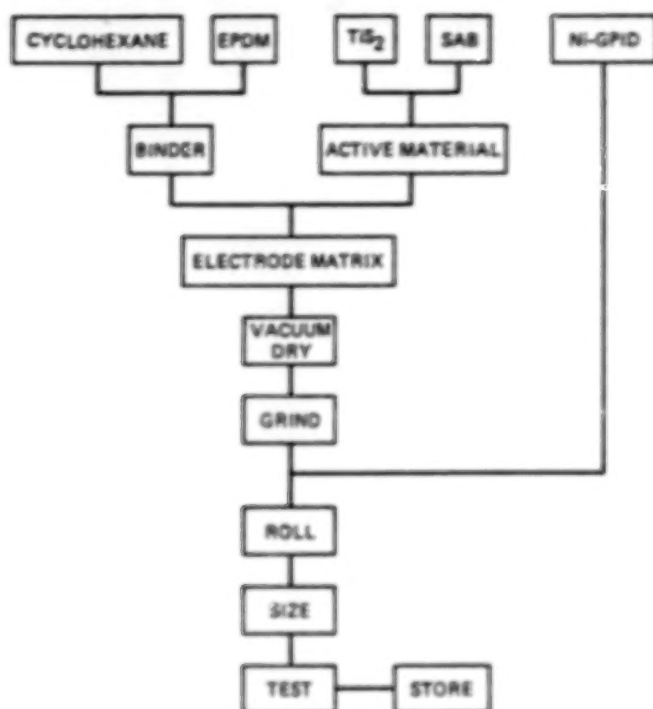 CYCLOHEXANE EPDM TiS2 SAB Ni-GPID
BINDER ACTIVE MATERIAL
ELECTRODE MATRIX
VACUUM
DRY
GRIND
ROLL
SIZE
TEST STORE